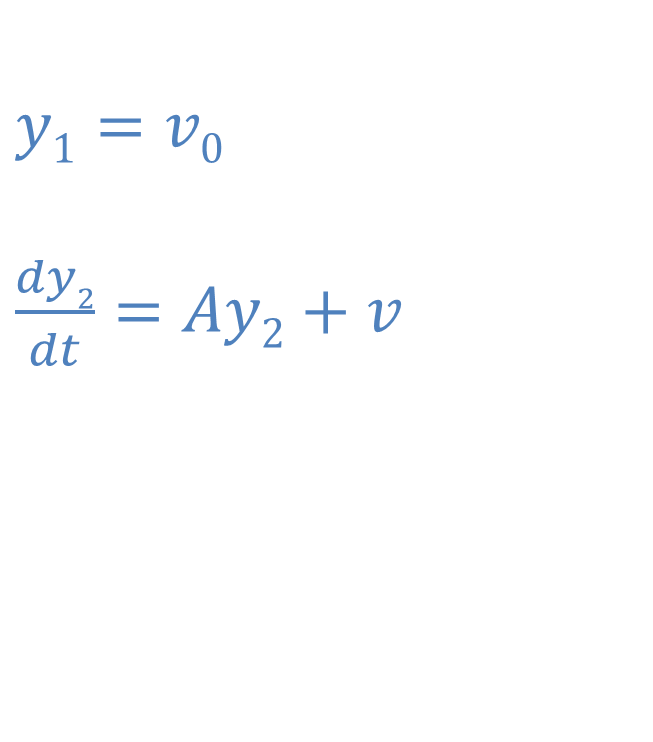 y₁ = v₀
dy₂/dt = Ay₂ + v